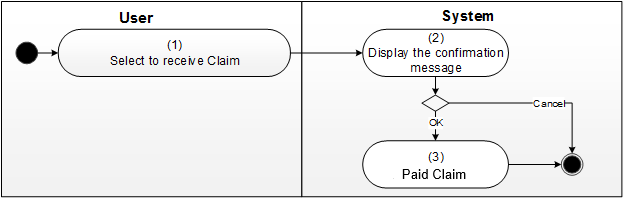 User
System
(1)
Select to receive Claim
(2)
Display the confirmation
message
Cancel
OK
(3)
Paid Claim